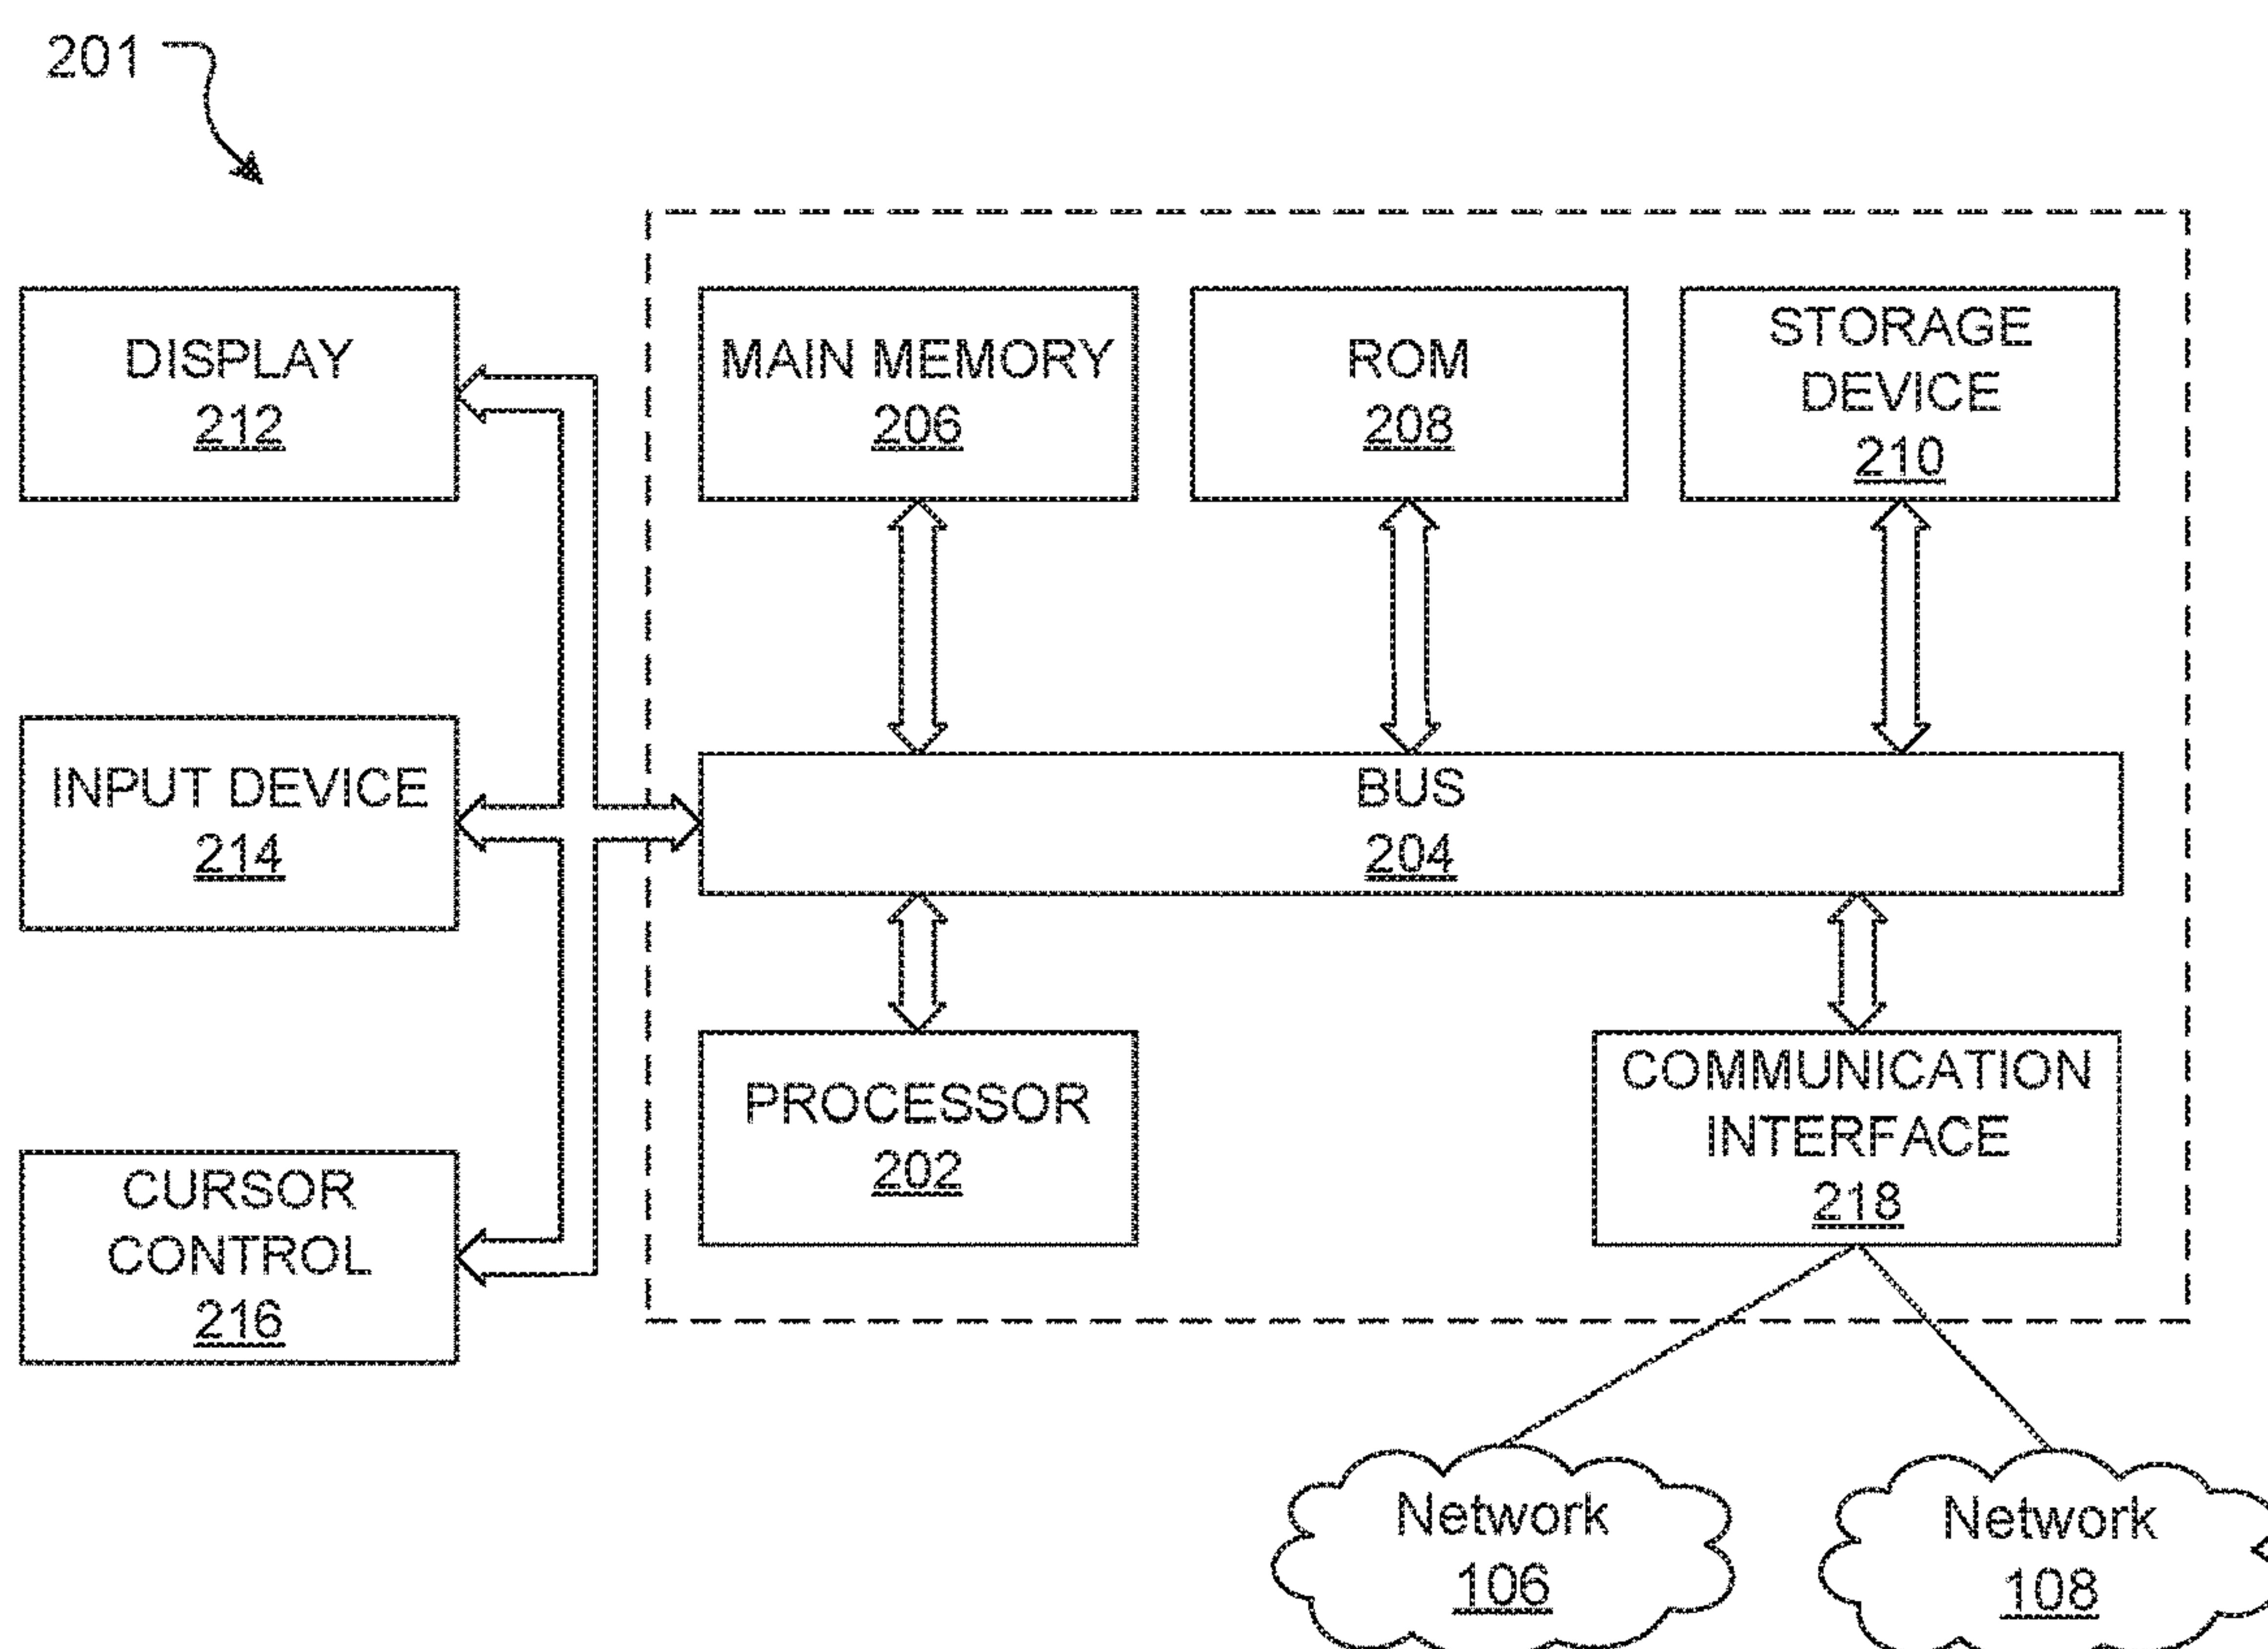 201
DISPLAY
212
MAIN MEMORY
206
ROM
208
STORAGE
DEVICE
210
INPUT DEVICE
214
BUS
204
CURSOR
CONTROL
216
PROCESSOR
202
COMMUNICATION
INTERFACE
218
Network
106
Network
108